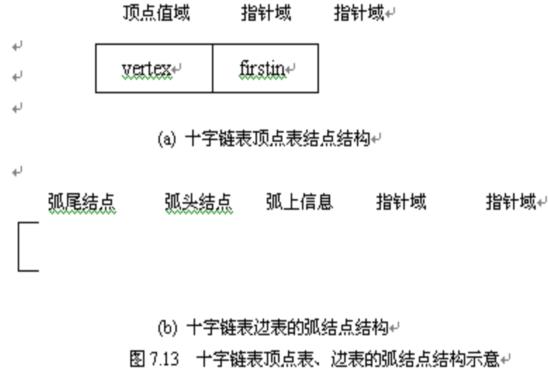 顶点值域 指针域 指针域
vertex firstin
(a) 十字链表顶点表结点结构
弧尾结点 弧头结点 弧上信息 指针域 指针域
(b) 十字链表边表的弧结点结构
图 7.13 十字链表顶点表、边表的弧结点结构示意